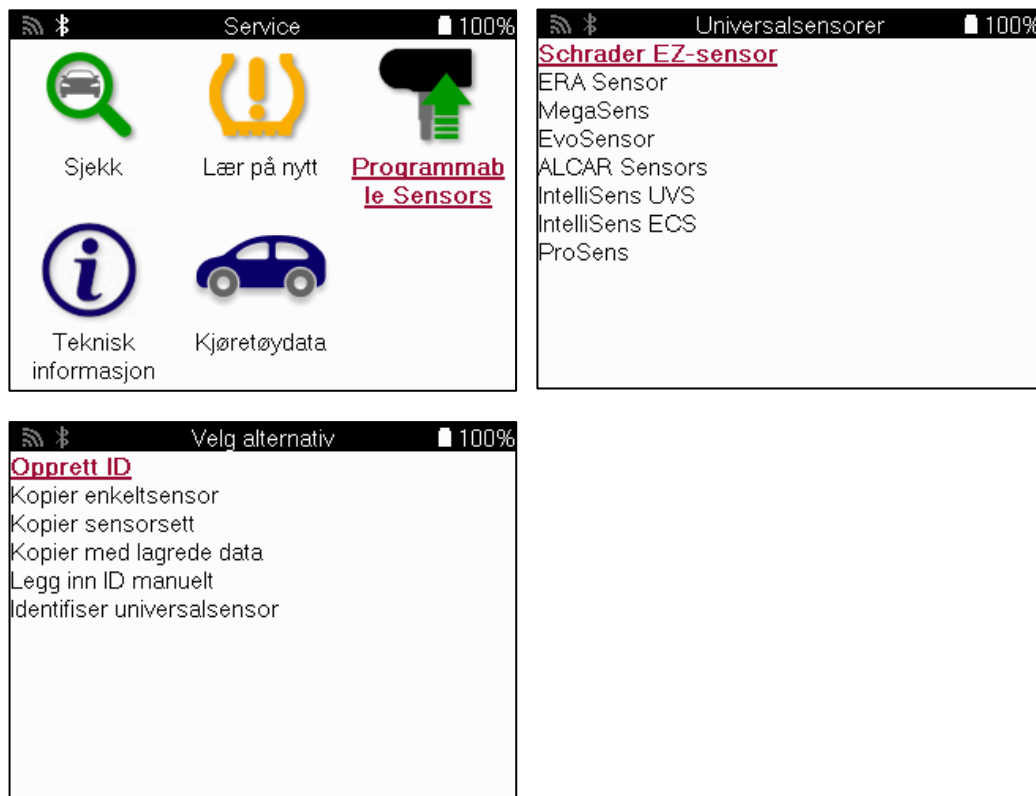 Service 100%
Sjekk
Lær på nytt
Programmab
le Sensors
Teknisk
informasjon
Kjøretøydata
Universalsensorer 100%
Schrader EZ-sensor
ERA Sensor
MegaSens
EvoSensor
ALCAR Sensors
IntelliSens UVS
IntelliSens ECS
ProSens
Velg alternativ 100%
Opprett ID
Kopier enkeltsensor
Kopier sensorsett
Kopier med lagrede data
Legg inn ID manuelt
Identifiser universalsensor